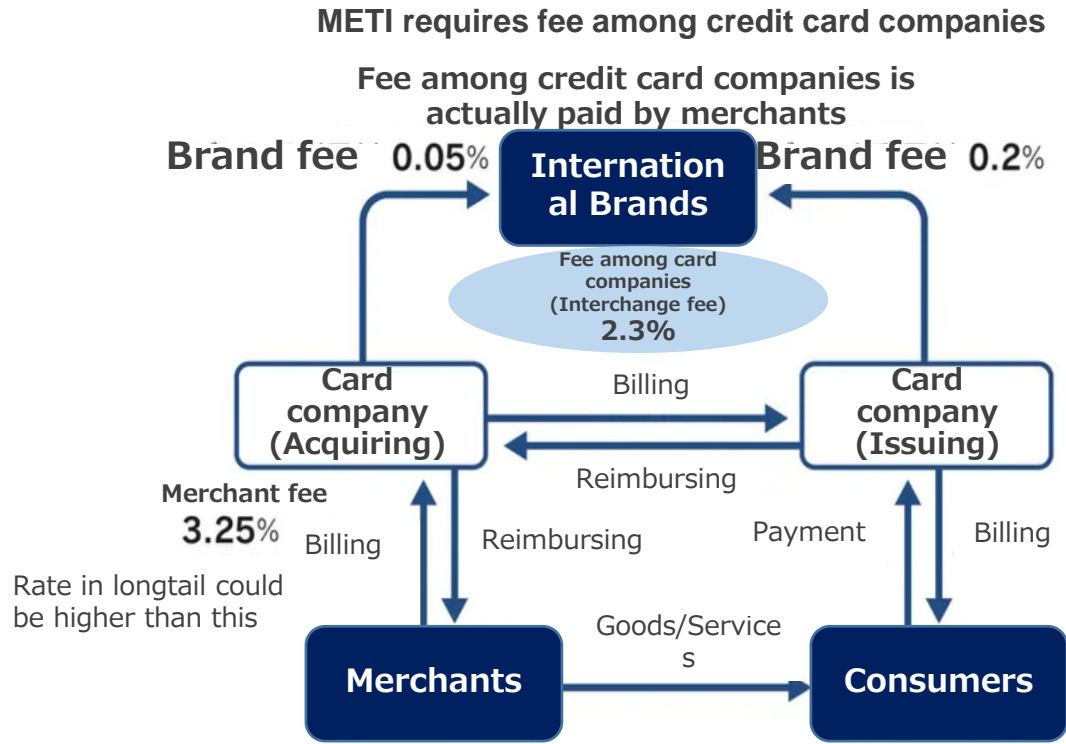 METI requires fee among credit card companies
Fee among credit card companies is
actually paid by merchants
Brand fee 0.05%
Internation
al Brands
Brand fee 0.2%
Fee among card
companies
(Interchange fee)
2.3%
Card
company
(Acquiring)
Billing
Card
company
(Issuing)
Reimbursing
Merchant fee
3.25%
Billing
Reimbursing
Payment
Billing
Rate in longtail could
be higher than this
Goods/Service
s
Merchants
Consumers